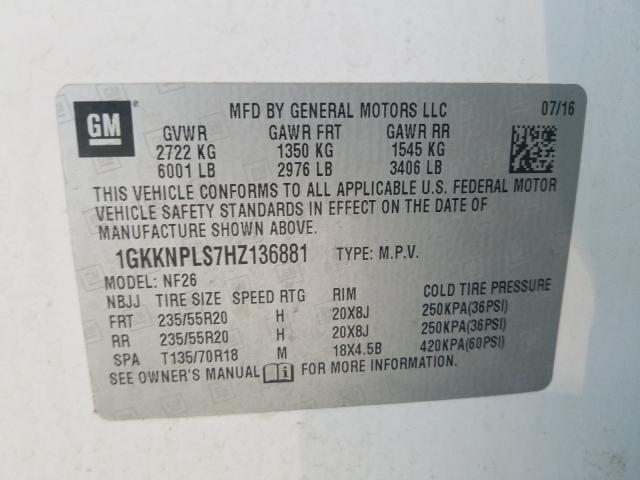 GM MFD BY GENERAL MOTORS LLC 07/16
GVWR GAWR FRT GAWR RR
2722 KG 1350 KG 1545 KG
6001 LB 2976 LB 3406 LB
THIS VEHICLE CONFORMS TO ALL APPLICABLE U.S. FEDERAL MOTOR
VEHICLE SAFETY STANDARDS IN EFFECT ON THE DATE OF
MANUFACTURE SHOWN ABOVE.
1GKKNPLS7HZ136881 TYPE: M.P.V.
MODEL: NF26
NBJJ TIRE SIZE SPEED RTG RIM COLD TIRE PRESSURE
FRT 235/55R20 H 20X8J 250KPA(36PSI)
RR 235/55R20 H 20X8J 250KPA(36PSI)
SPA T135/70R18 M 18X4.5B 420KPA(60PSI)
SEE OWNER'S MANUAL i FOR MORE INFORMATION.